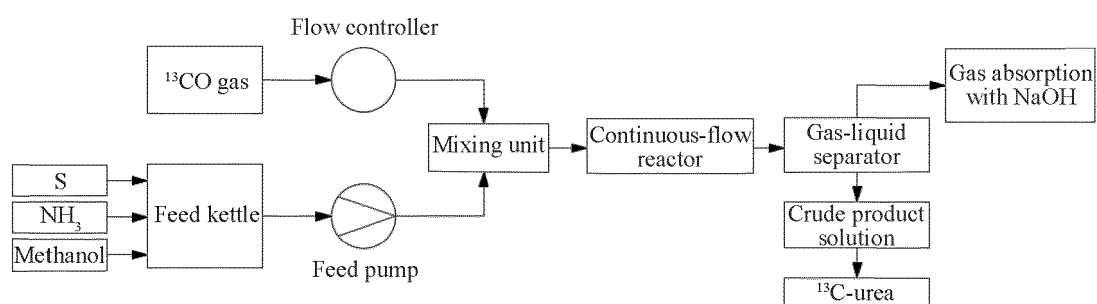 Flow controller
¹³CO gas
Gas absorption
with NaOH
Mixing unit
Continuous-flow
reactor
Gas-liquid
separator
S
NH₃
Methanol
Feed kettle
Feed pump
Crude product
solution
¹³C-urea